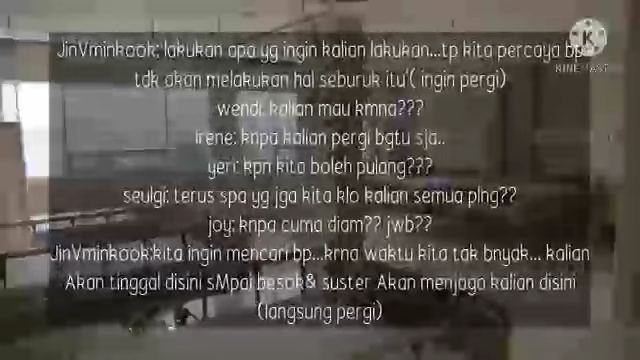 JinVminkook; lakukan apa yg ingin kalian lakukan...tp kita percaya bp
tdk akan melakukan hal seburuk itu'( ingin pergi)
wendi: kalian mau kmna???
irene: knpa kalian pergi bgtu sja..
yeri: kpn kita boleh pulang???
seulgi: terus spa yg jga kita klo kalian semua plng??
joy: knpa cuma diam?? jwb??
JinVminkook:kita ingin mencari bp...krna waktu kita tak bnyak... kalian
Akan tinggal disini sMpai besok& suster Akan menjaga kalian disini
(langsung pergi)
K
KINEMASTER